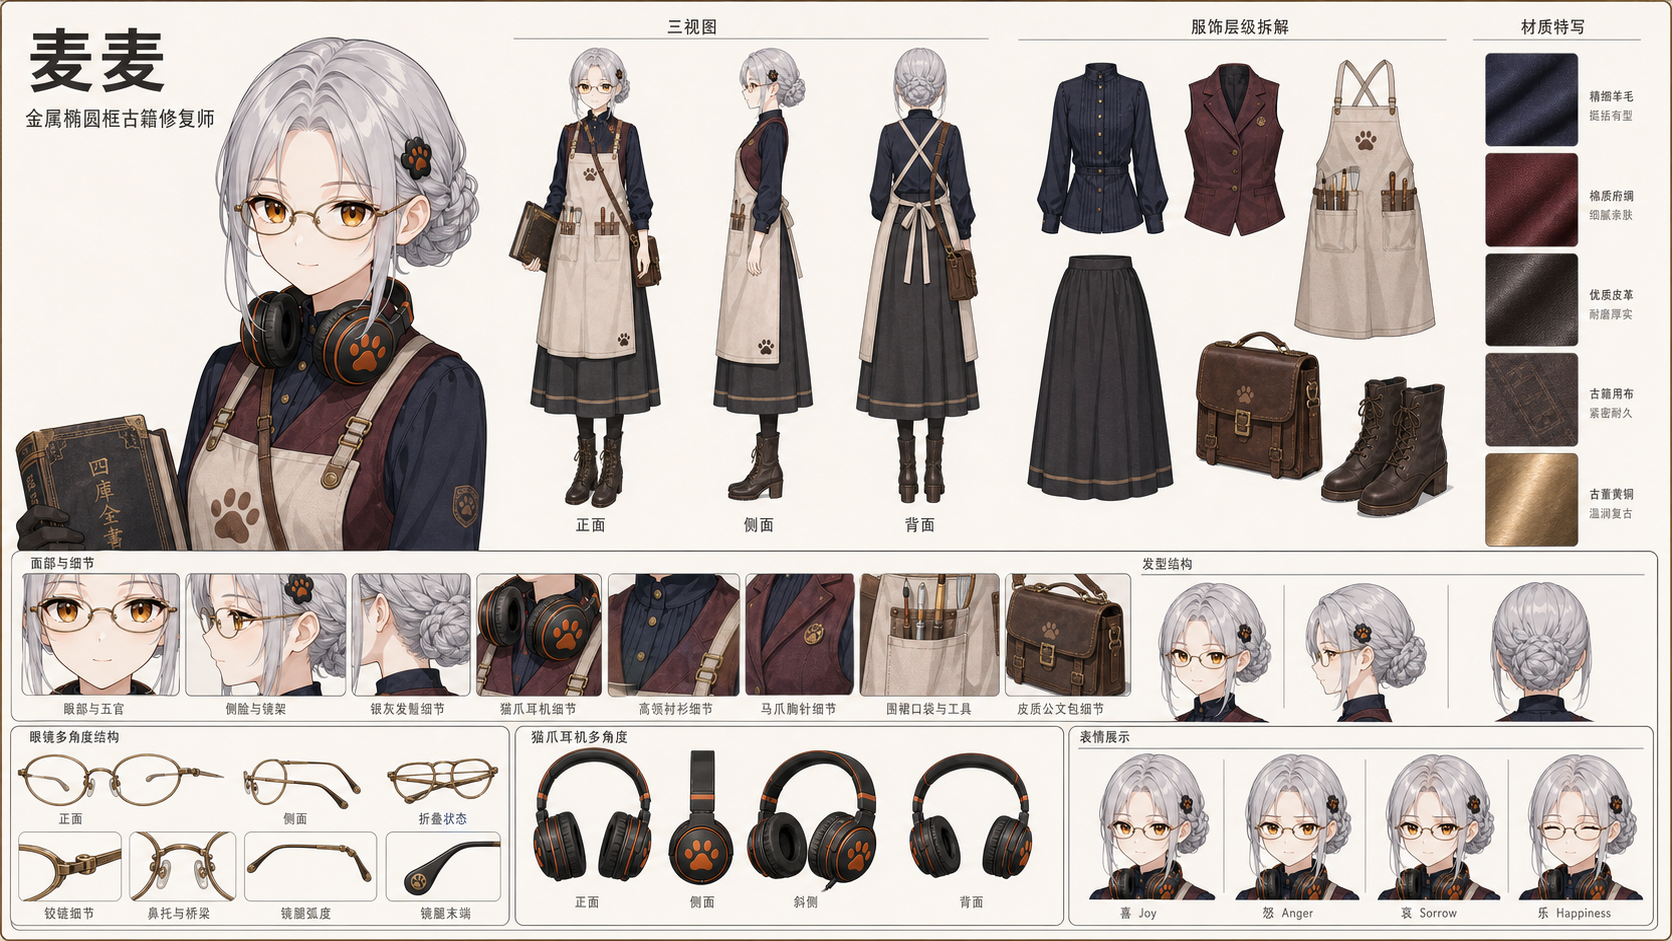 麦麦
金属椭圆框古籍修复师
四庫全書
三视图
正面
侧面
背面
服饰层级拆解
材质特写
精细羊毛
挺括有型
棉质府绸
细腻亲肤
优质皮革
耐磨厚实
古籍用布
紧密耐久
古董黄铜
温润复古
面部与细节
眼部与五官
侧脸与镜架
银灰发髻细节
猫爪耳机细节
高领衬衫细节
马爪胸针细节
围裙口袋与工具
皮质公文包细节
发型结构
眼镜多角度结构
正面
侧面
折叠状态
铰链细节
鼻托与桥梁
镜腿弧度
镜腿末端
猫爪耳机多角度
正面
侧面
斜侧
背面
表情展示
喜 Joy
怒 Anger
哀 Sorrow
乐 Happiness